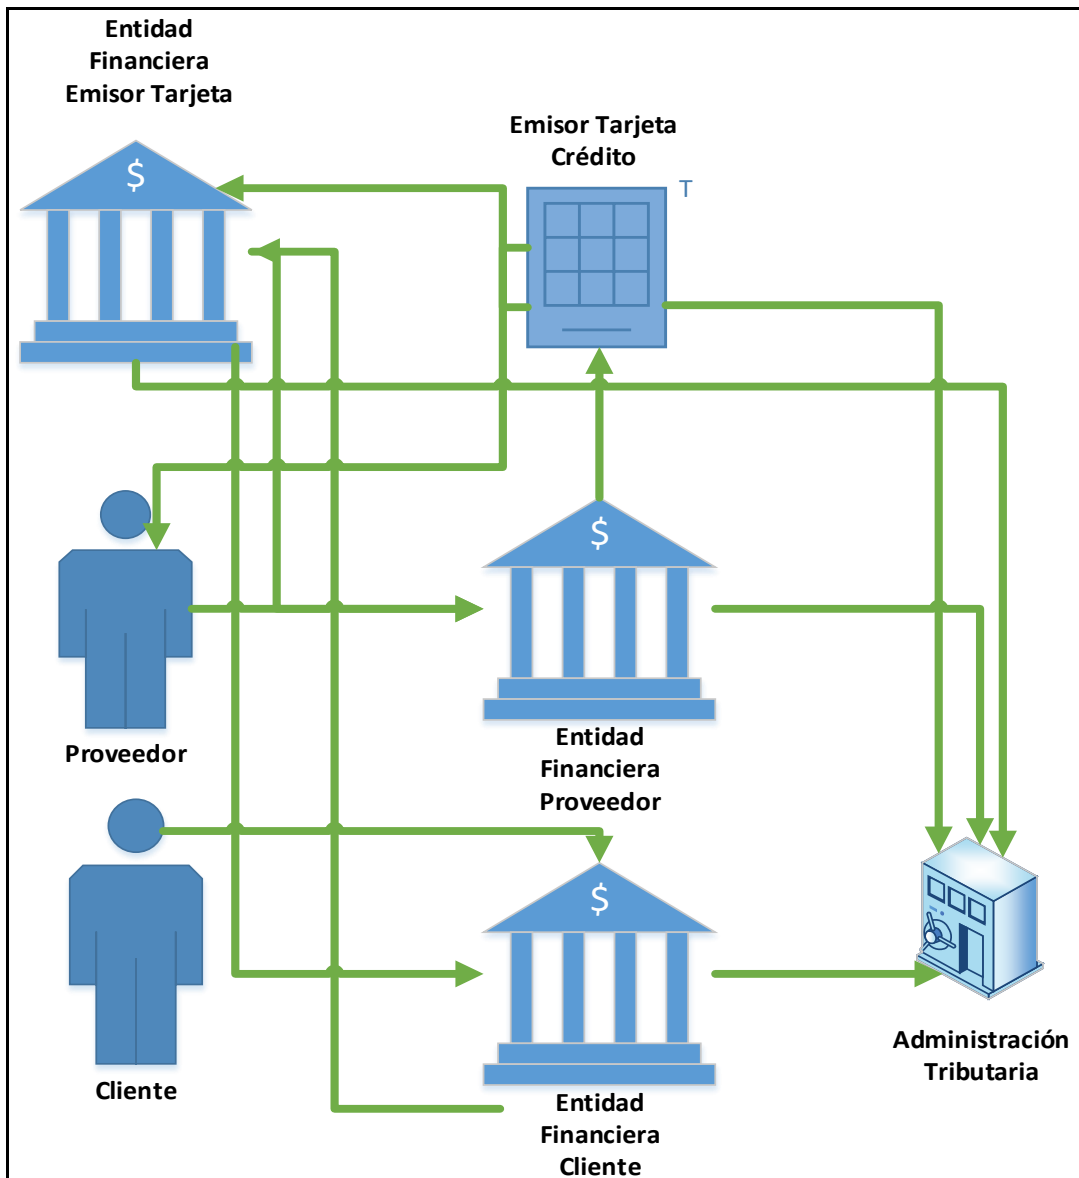 Entidad
Financiera
Emisor Tarjeta
$
Emisor Tarjeta
Crédito
T
$
Proveedor
Entidad
Financiera
Proveedor
$
Cliente
Administración
Tributaria
Entidad
Financiera
Cliente